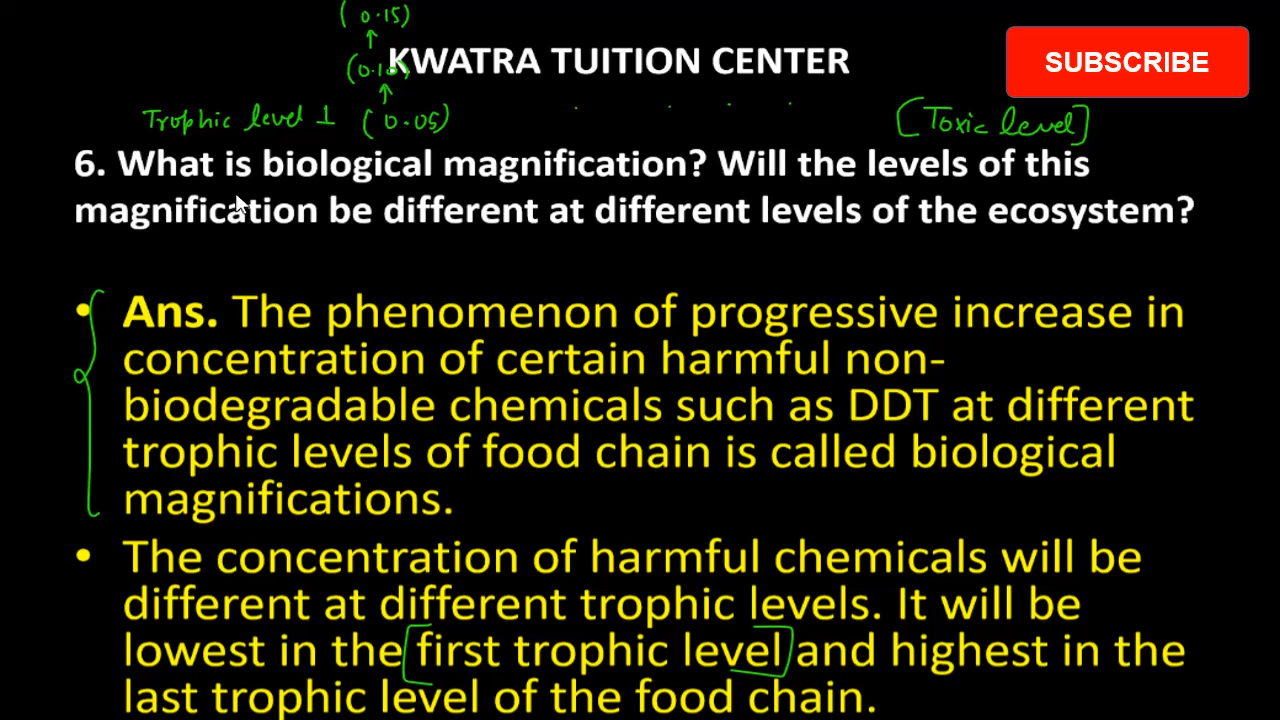 (0.15)
KWATRA TUITION CENTER
SUBSCRIBE
(0.10)
Trophic level 1 (0.05)
[Toxic level]
6. What is biological magnification? Will the levels of this
magnification be different at different levels of the ecosystem?
• Ans. The phenomenon of progressive increase in
concentration of certain harmful non-
biodegradable chemicals such as DDT at different
trophic levels of food chain is called biological
magnifications.
• The concentration of harmful chemicals will be
different at different trophic levels. It will be
lowest in the first trophic level and highest in the
last trophic level of the food chain.